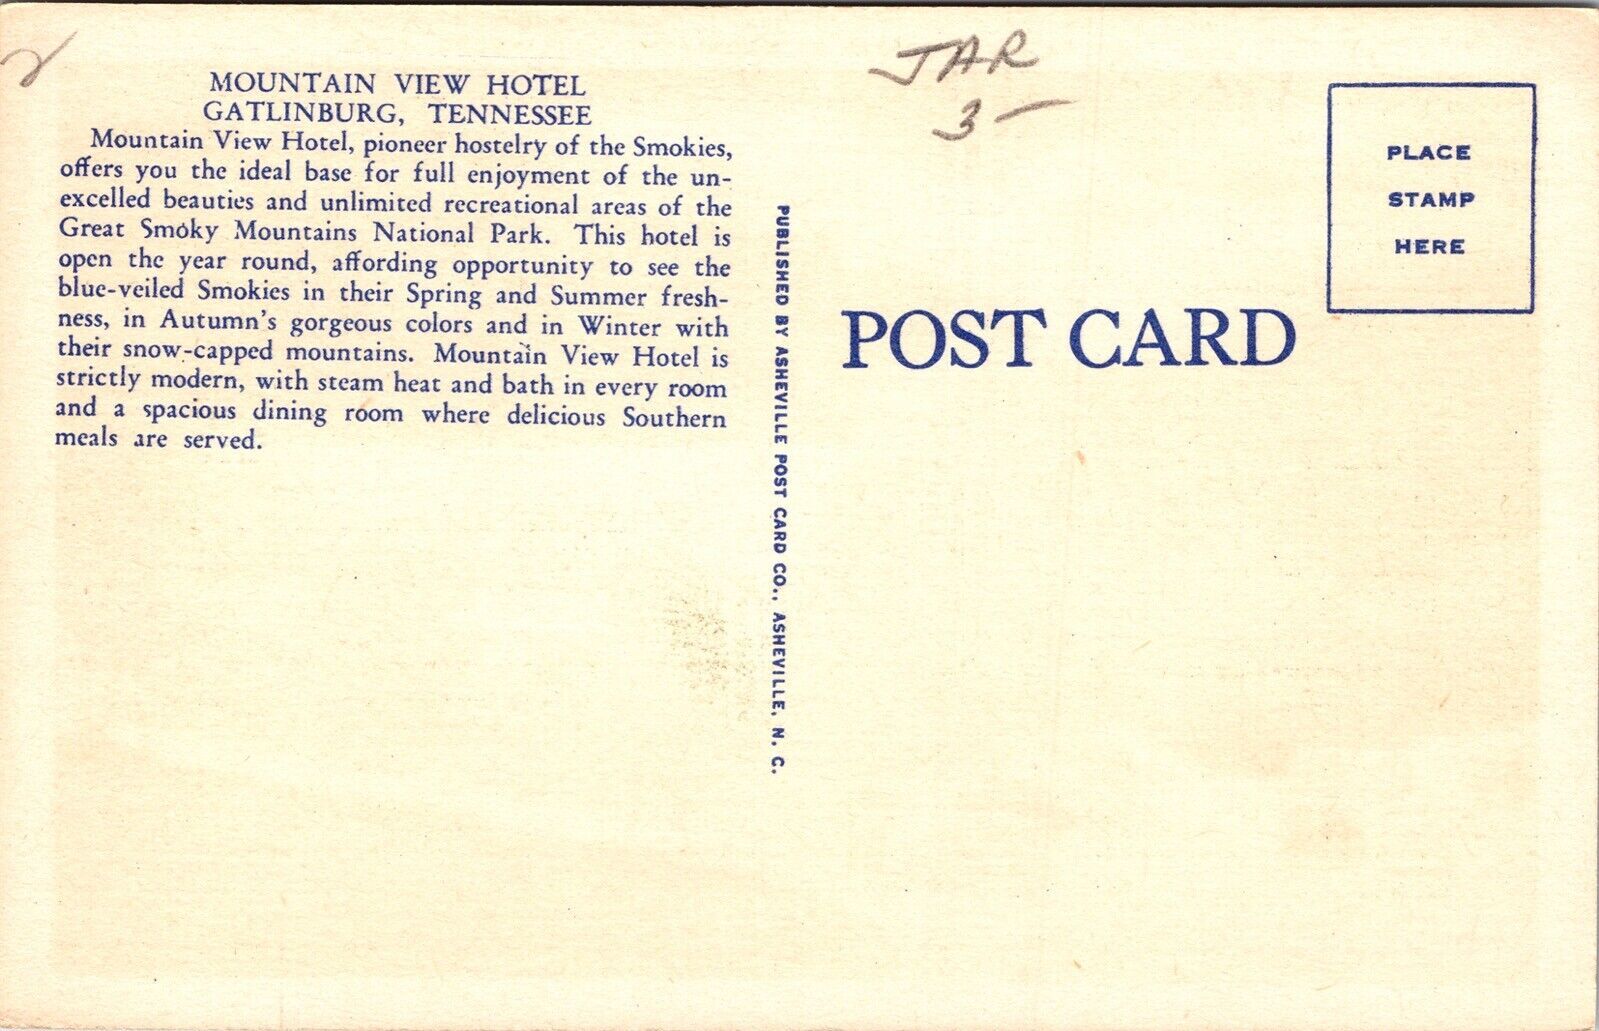 MOUNTAIN VIEW HOTEL
GATLINBURG, TENNESSEE
Mountain View Hotel, pioneer hostelry of the Smokies,
offers you the ideal base for full enjoyment of the un-
excelled beauties and unlimited recreational areas of the
Great Smoky Mountains National Park. This hotel is
open the year round, affording opportunity to see the
blue-veiled Smokies in their Spring and Summer fresh-
ness, in Autumn's gorgeous colors and in Winter with
their snow-capped mountains. Mountain View Hotel is
strictly modern, with steam heat and bath in every room
and a spacious dining room where delicious Southern
meals are served.
PUBLISHED BY ASHEVILLE POST CARD CO., ASHEVILLE, N. C.
JAR
3-
POST CARD
PLACE
STAMP
HERE